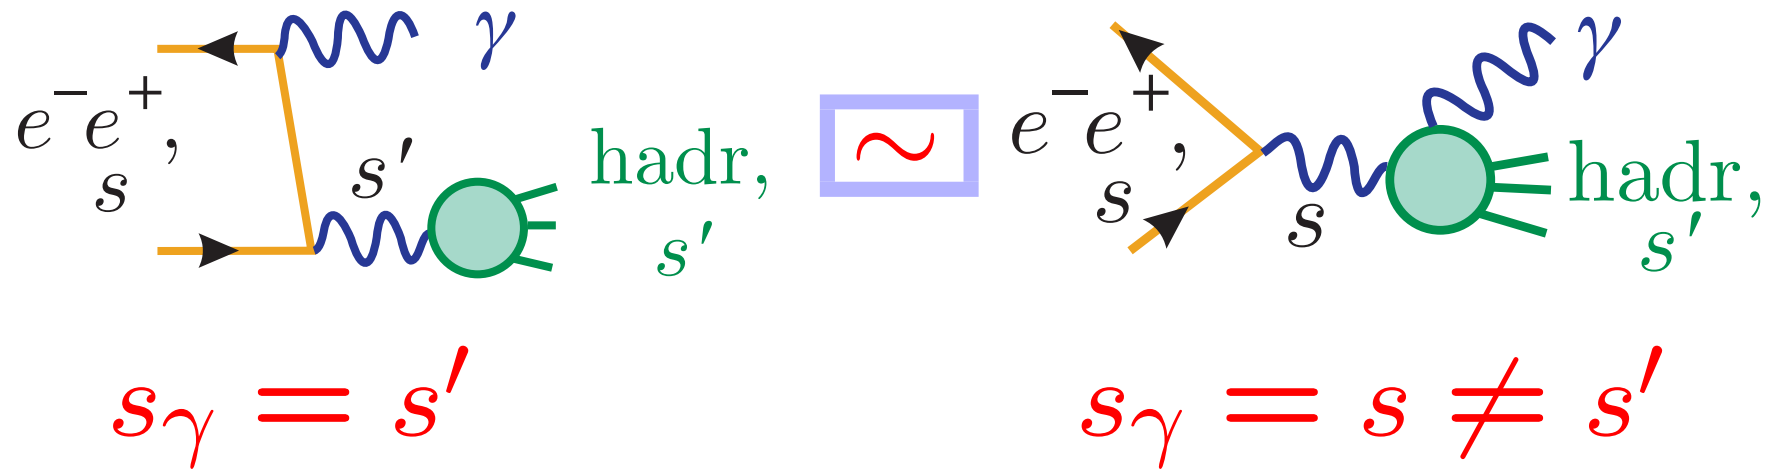 γ
e⁻e⁺,
s
s′
hadr,
s′
∼
γ
e⁻e⁺,
s
s
hadr,
s′
s_γ = s′
s_γ = s ≠ s′